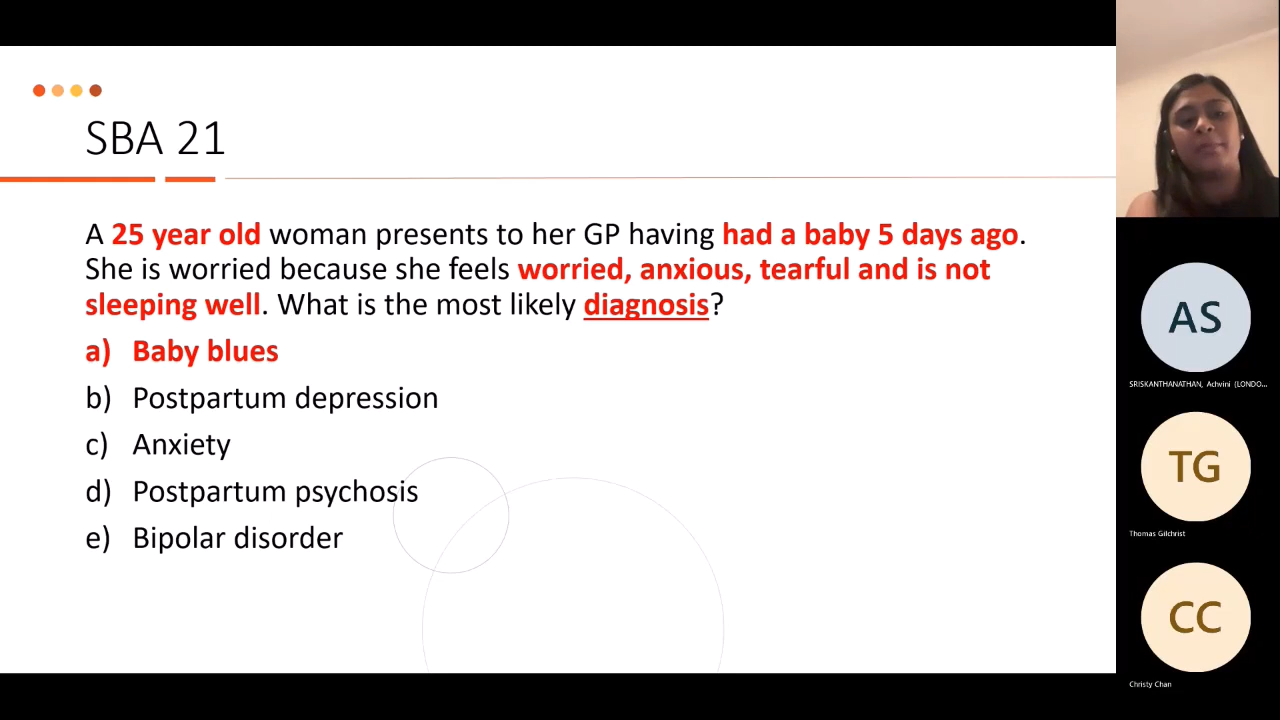 SBA 21
A 25 year old woman presents to her GP having had a baby 5 days ago.
She is worried because she feels worried, anxious, tearful and is not
sleeping well. What is the most likely diagnosis?
a) Baby blues
b) Postpartum depression
c) Anxiety
d) Postpartum psychosis
e) Bipolar disorder
AS
SRISKANTHANATHAN, Achvini (LONDO...
TG
Thomas Gilchrist
CC
Christy Chan